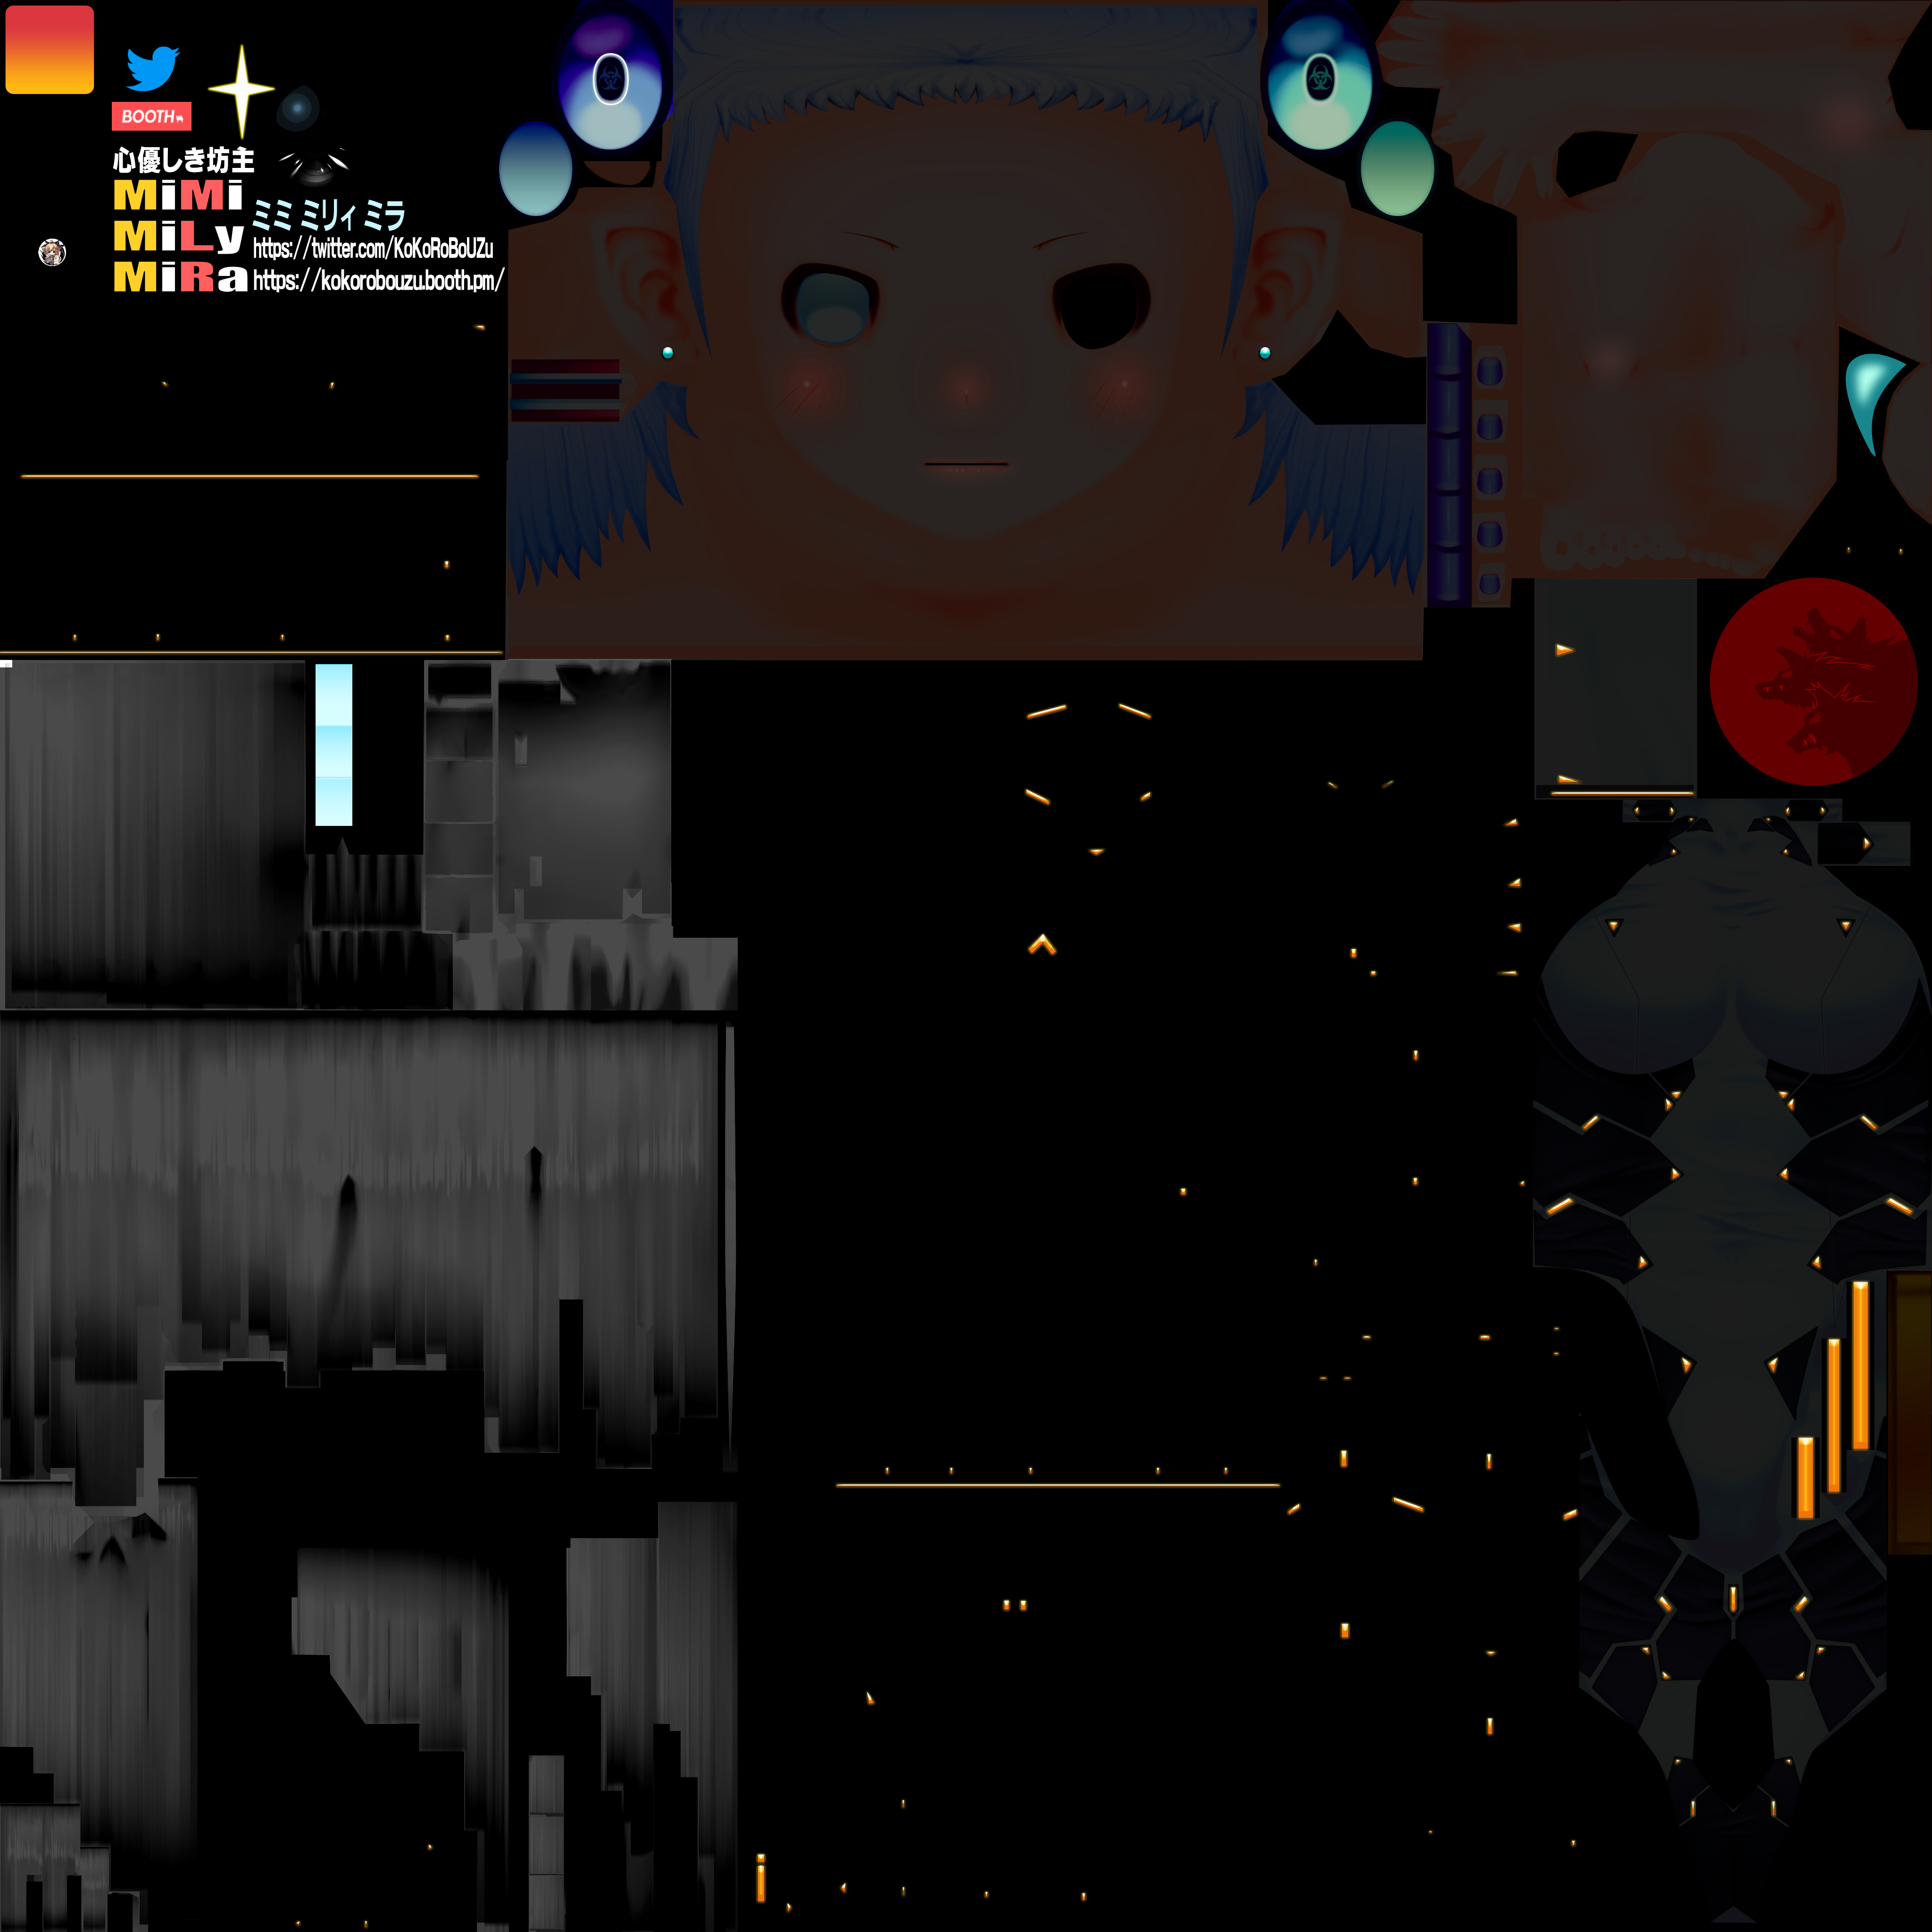 BOOTH
心優しき坊主
MiMi
ミミ ミリィ ミラ
MiLy
https://twitter.com/KoKoRoBoUZu
MiRa
https://kokorobouzu.booth.pm/